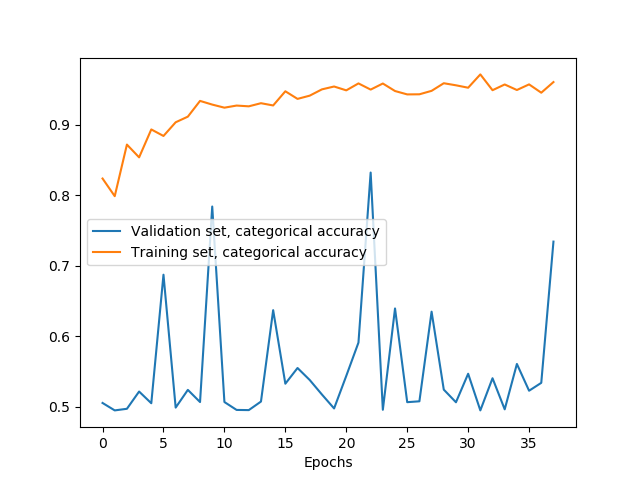 0.9
0.8
0.7
0.6
0.5
Validation set, categorical accuracy
Training set, categorical accuracy
0 5 10 15 20 25 30 35
Epochs